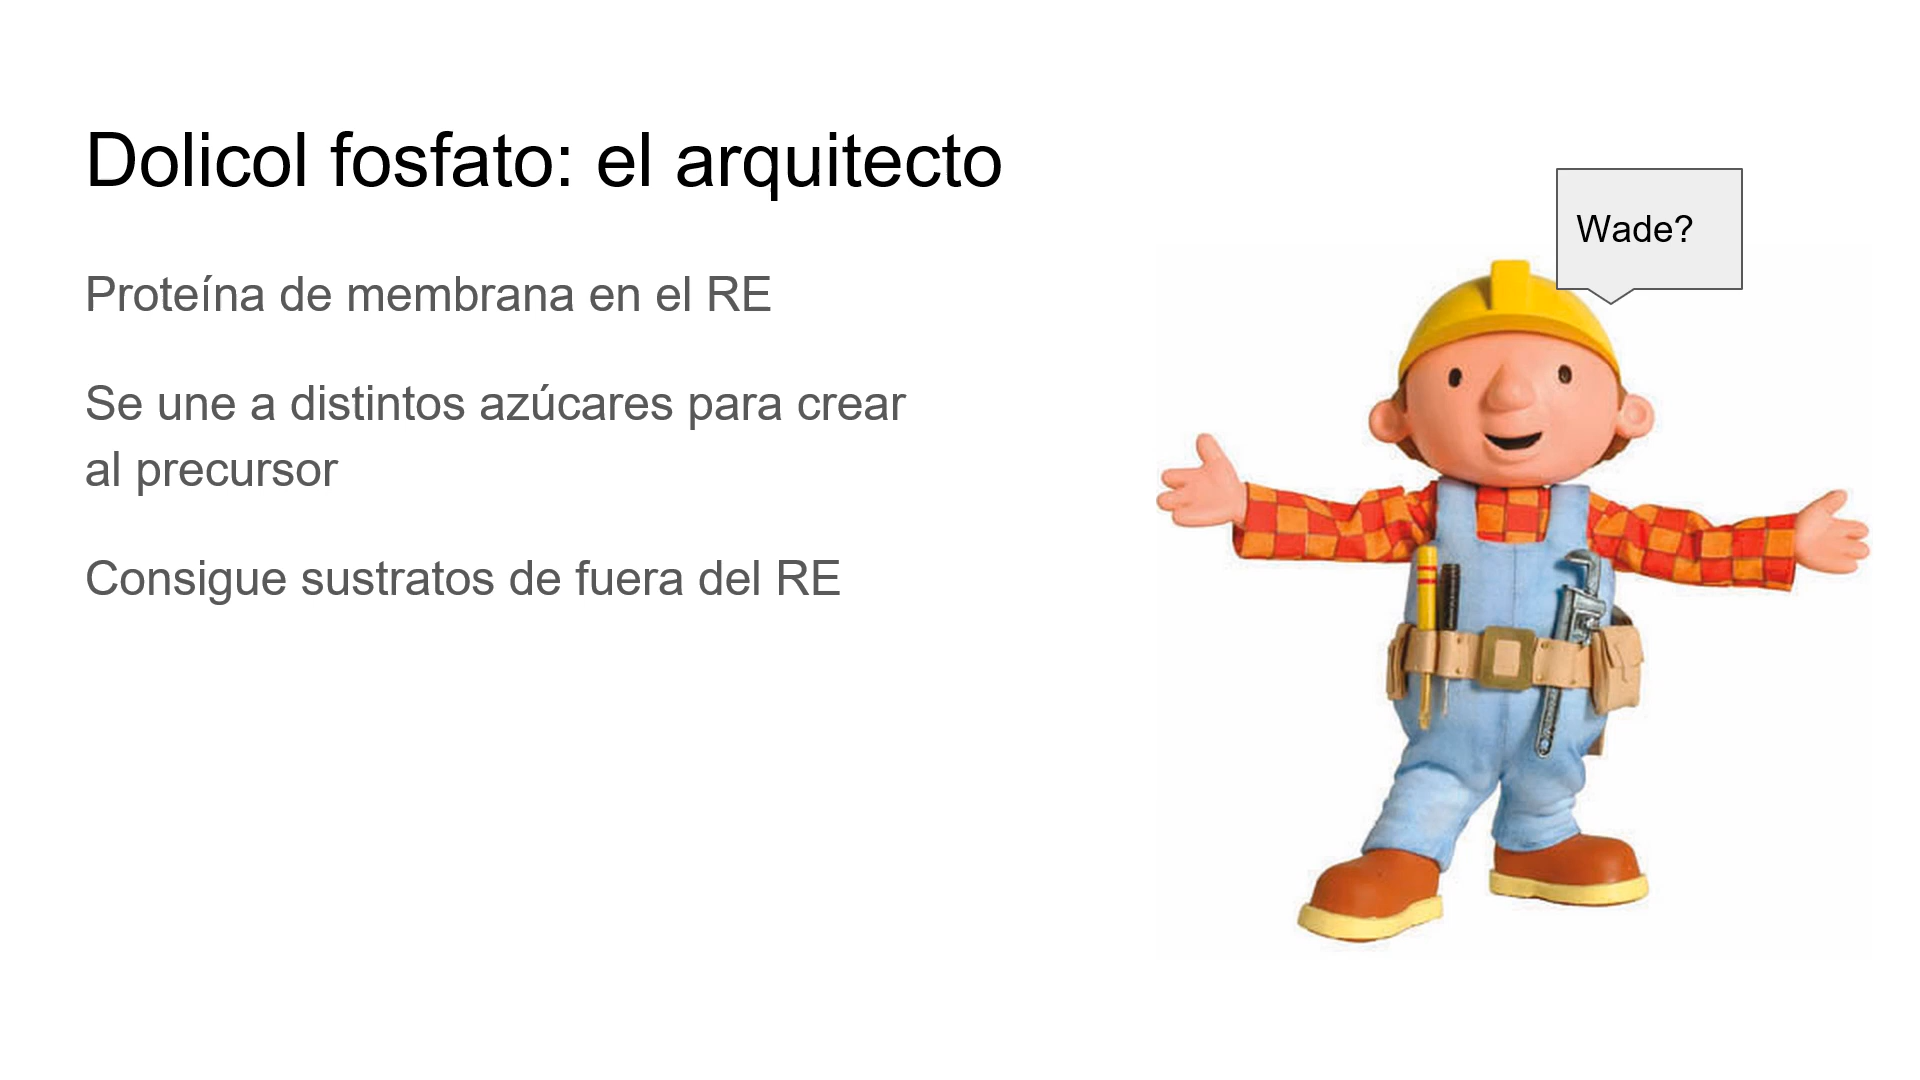 Dolicol fosfato: el arquitecto
Wade?
Proteína de membrana en el RE
Se une a distintos azúcares para crear
al precursor
Consigue sustratos de fuera del RE